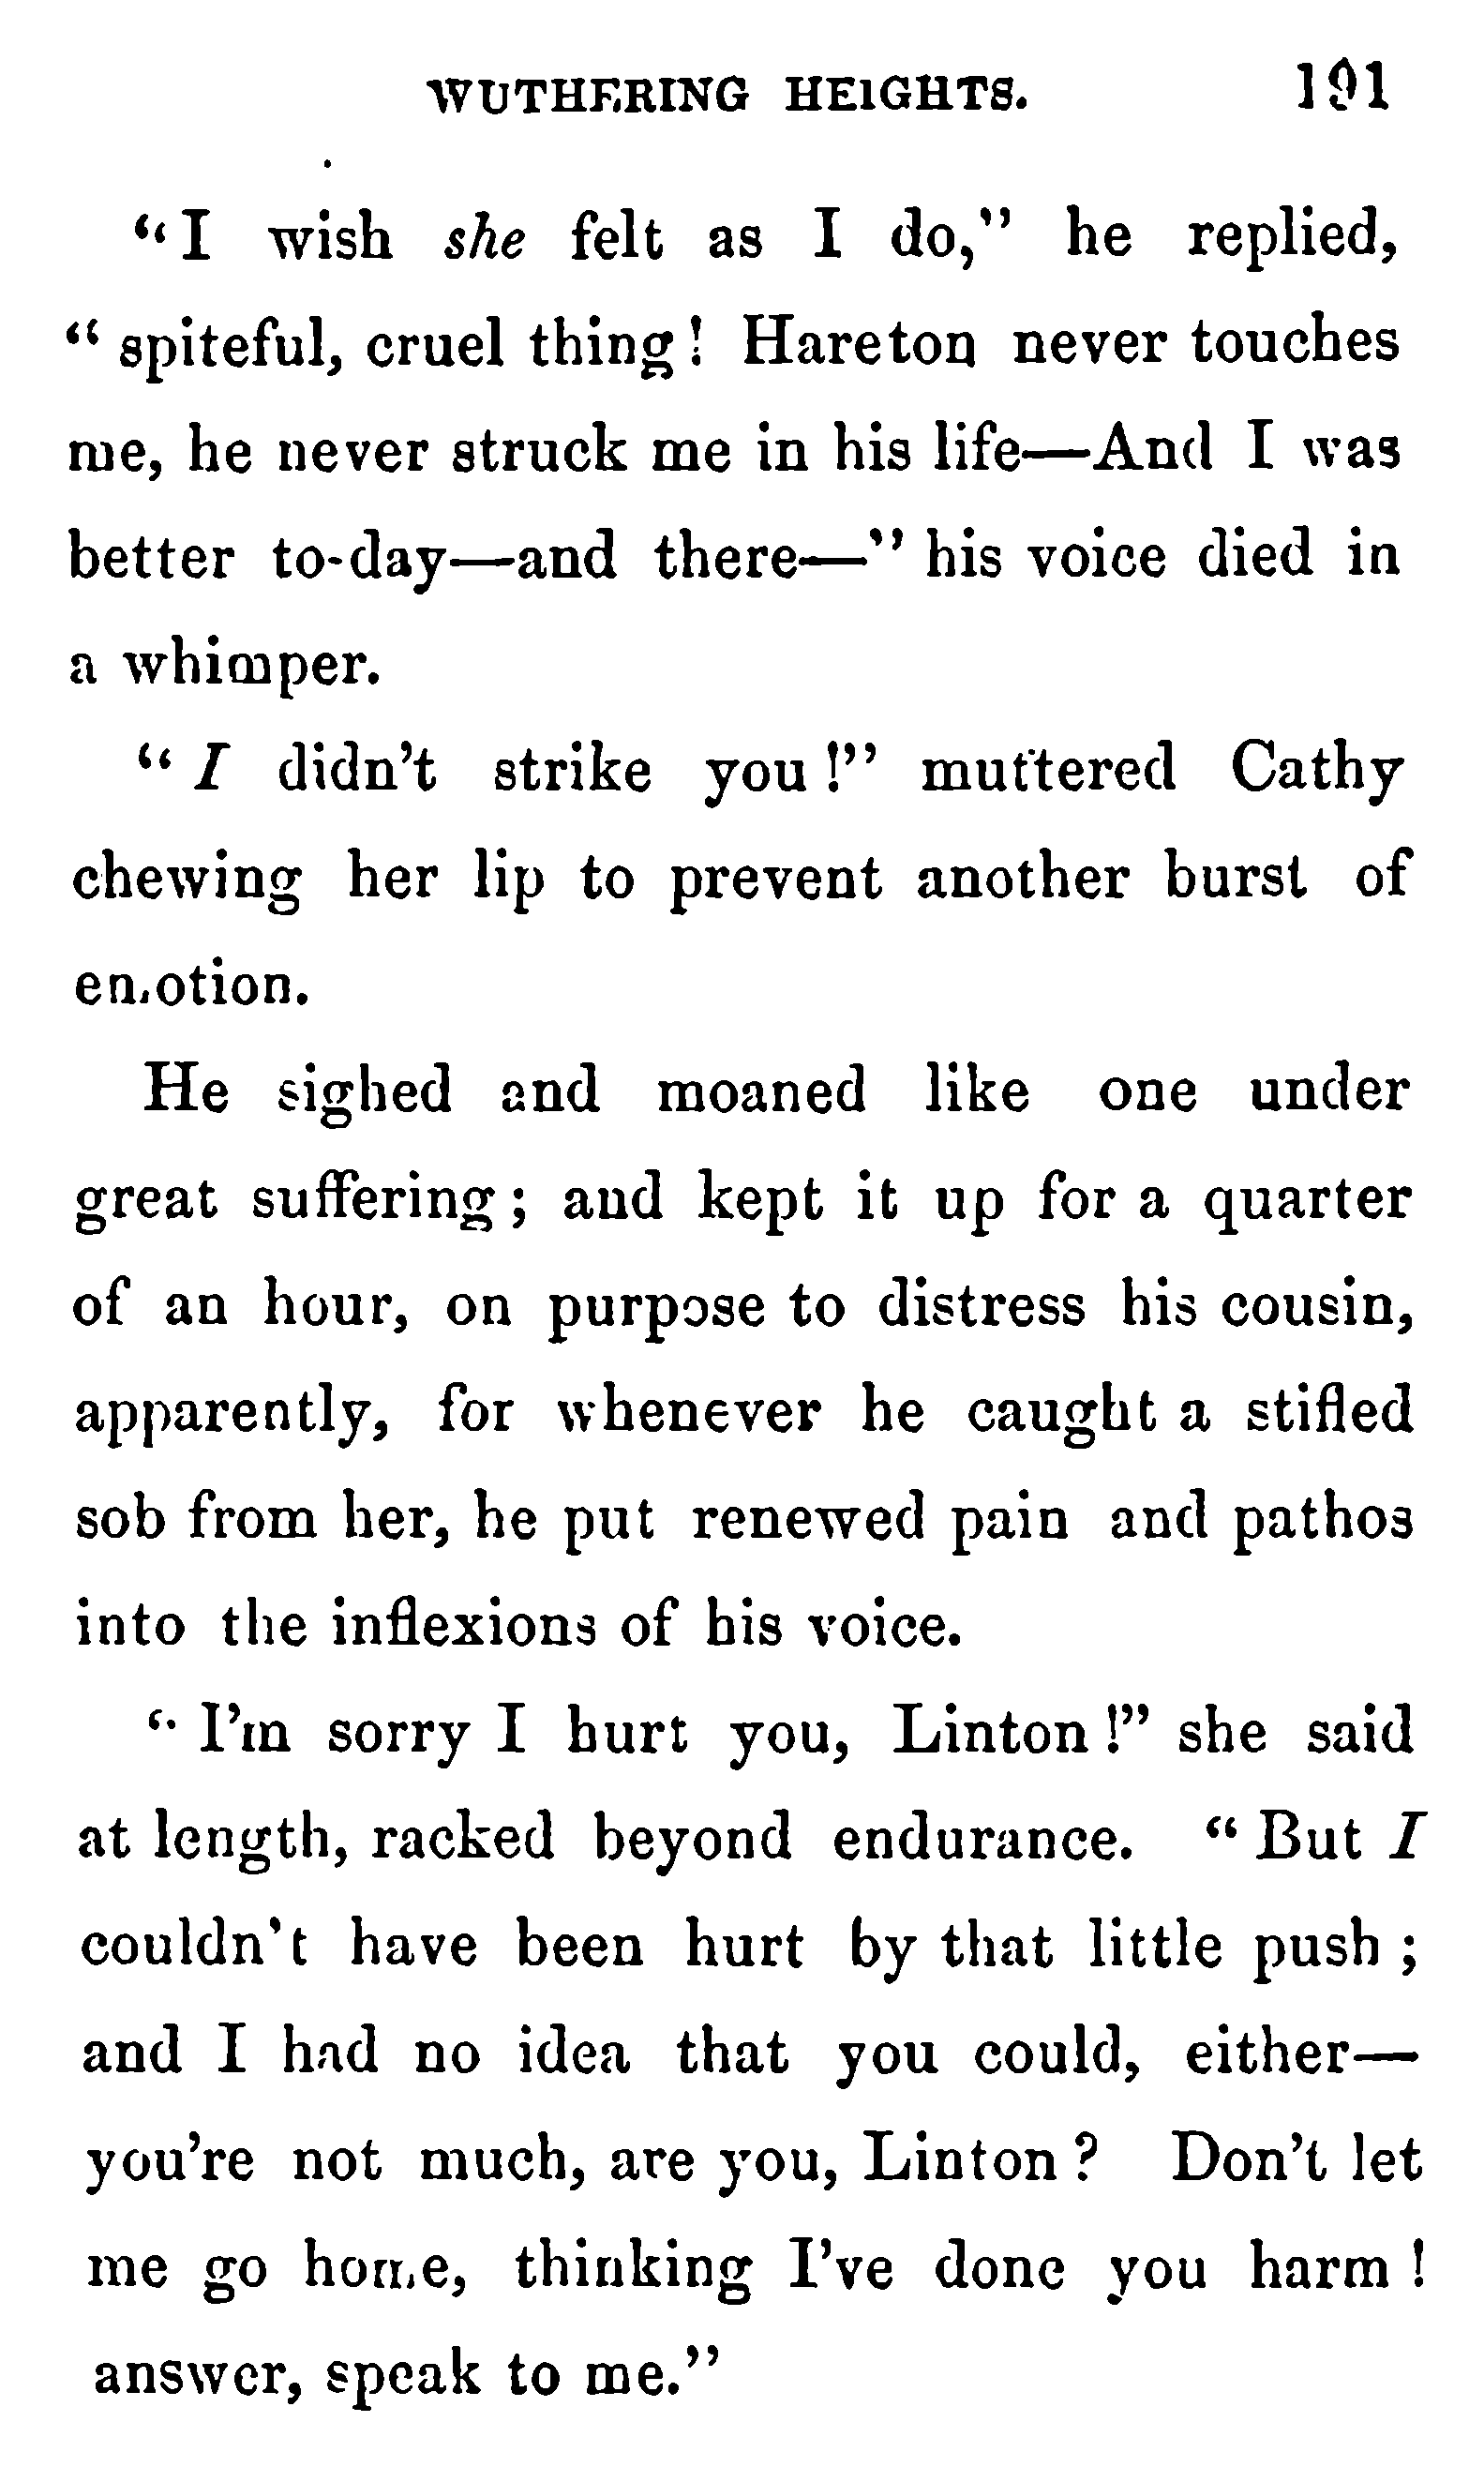 WUTHERING HEIGHTS. 191
"I wish she felt as I do," he replied,
"spiteful, cruel thing! Hareton never touches
me, he never struck me in his life—And I was
better to-day—and there—" his voice died in
a whimper.
"I didn't strike you!" muttered Cathy
chewing her lip to prevent another burst of
emotion.
He sighed and moaned like one under
great suffering; and kept it up for a quarter
of an hour, on purpose to distress his cousin,
apparently, for whenever he caught a stifled
sob from her, he put renewed pain and pathos
into the inflexions of his voice.
"I'm sorry I hurt you, Linton!" she said
at length, racked beyond endurance. "But I
couldn't have been hurt by that little push;
and I had no idea that you could, either—
you're not much, are you, Linton? Don't let
me go home, thinking I've done you harm!
answer, speak to me."